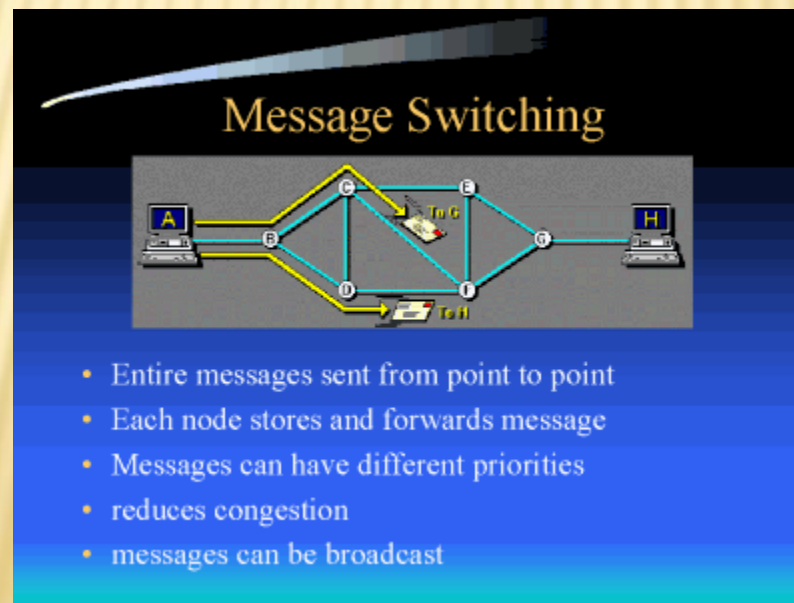 Message Switching
A
B
C
D
E
F
G
H
To G
To H
• Entire messages sent from point to point
• Each node stores and forwards message
• Messages can have different priorities
• reduces congestion
• messages can be broadcast